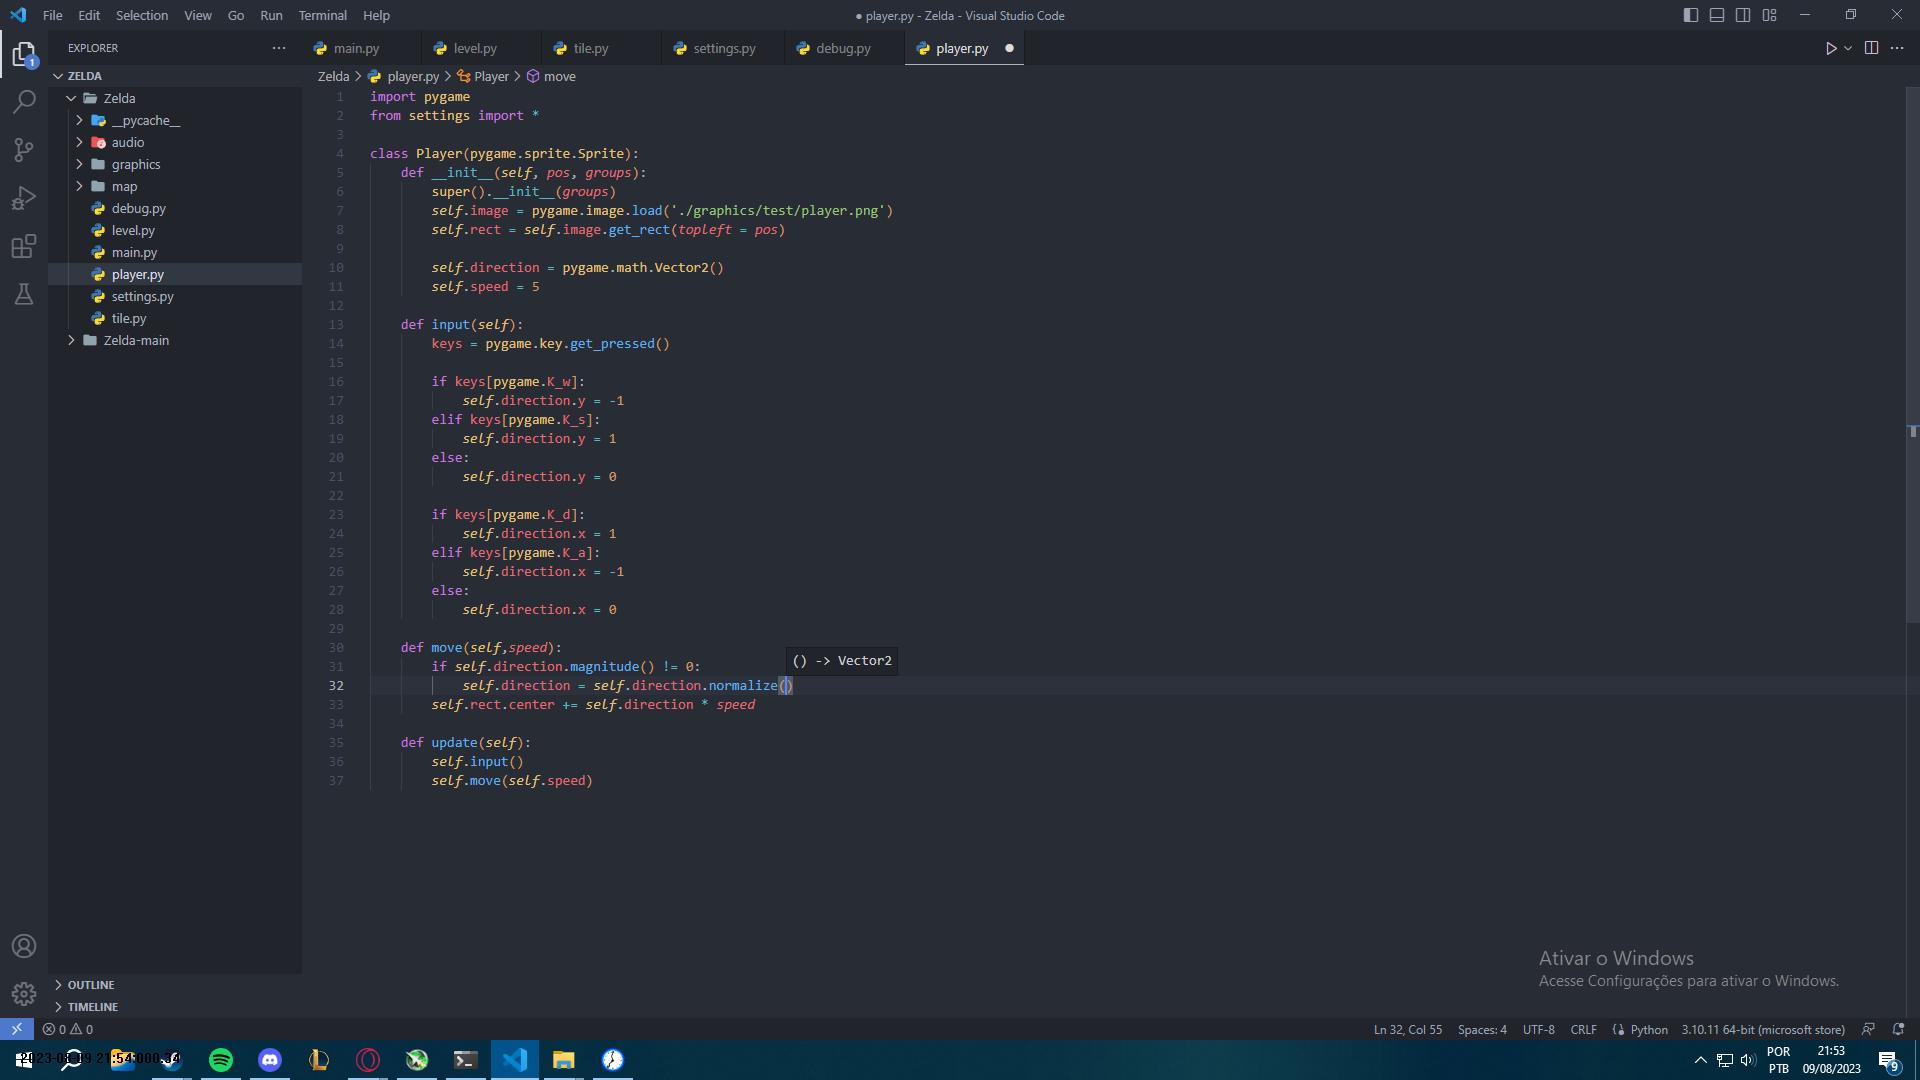 File Edit Selection View Go Run Terminal Help
● player.py - Zelda - Visual Studio Code
EXPLORER
main.py level.py tile.py settings.py debug.py player.py
ZELDA
Zelda
__pycache__
audio
graphics
map
debug.py
level.py
main.py
player.py
settings.py
tile.py
Zelda-main
OUTLINE
TIMELINE
Zelda > player.py > Player > move
1 import pygame
2 from settings import *
3
4 class Player(pygame.sprite.Sprite):
5 def __init__(self, pos, groups):
6 super().__init__(groups)
7 self.image = pygame.image.load('./graphics/test/player.png')
8 self.rect = self.image.get_rect(topleft = pos)
9
10 self.direction = pygame.math.Vector2()
11 self.speed = 5
12
13 def input(self):
14 keys = pygame.key.get_pressed()
15
16 if keys[pygame.K_w]:
17 self.direction.y = -1
18 elif keys[pygame.K_s]:
19 self.direction.y = 1
20 else:
21 self.direction.y = 0
22
23 if keys[pygame.K_d]:
24 self.direction.x = 1
25 elif keys[pygame.K_a]:
26 self.direction.x = -1
27 else:
28 self.direction.x = 0
29
30 def move(self,speed):
31 if self.direction.magnitude() != 0:
() -> Vector2
32 self.direction = self.direction.normalize()
33 self.rect.center += self.direction * speed
34
35 def update(self):
36 self.input()
37 self.move(self.speed)
Ativar o Windows
Acesse Configurações para ativar o Windows.
1
0 0
Ln 32, Col 55 Spaces: 4 UTF-8 CRLF Python 3.10.11 64-bit (microsoft store)
2023-08-09 21:54:000.34
POR
PTB
21:53
09/08/2023
9